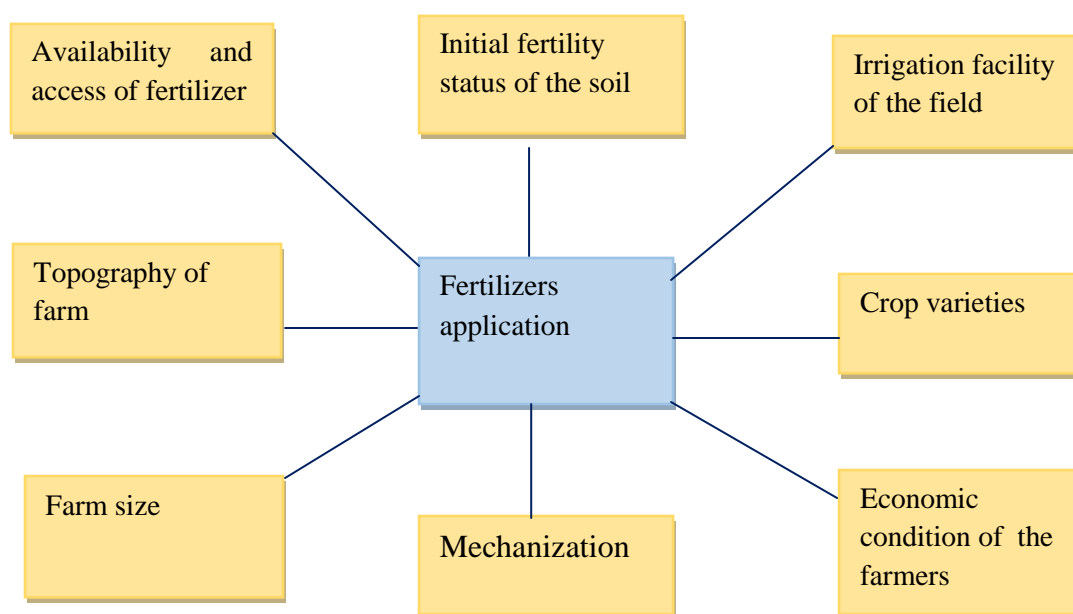 Availability and
access of fertilizer
Initial fertility
status of the soil
Irrigation facility
of the field
Topography of
farm
Fertilizers
application
Crop varieties
Farm size
Mechanization
Economic
condition of the
farmers